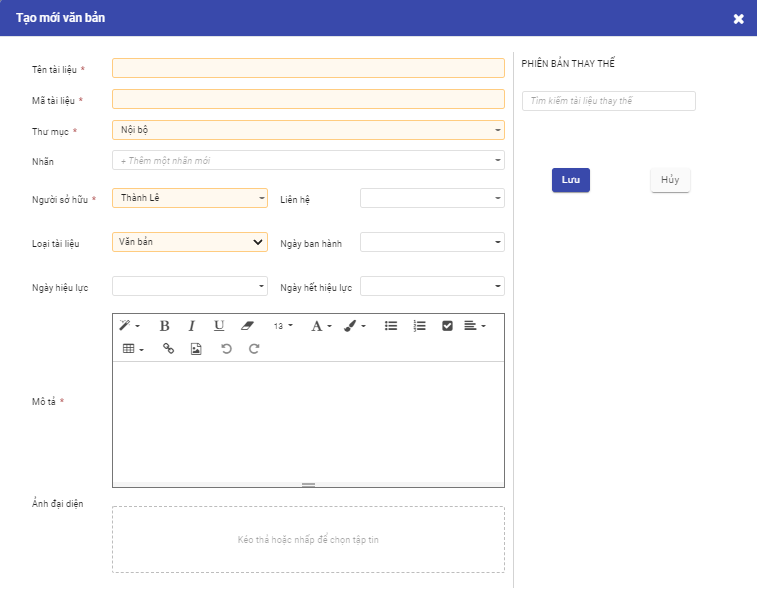 Tạo mới văn bản
Tên tài liệu *
Mã tài liệu *
Thư mục * Nội bộ
Nhãn + Thêm một nhãn mới
Người sở hữu * Thành Lê Liên hệ
Loại tài liệu Văn bản Ngày ban hành
Ngày hiệu lực Ngày hết hiệu lực
B I U 13 A
Mô tả *
Ảnh đại diện
Kéo thả hoặc nhấp để chọn tập tin
PHIÊN BẢN THAY THẾ
Tìm kiếm tài liệu thay thế
Lưu Hủy